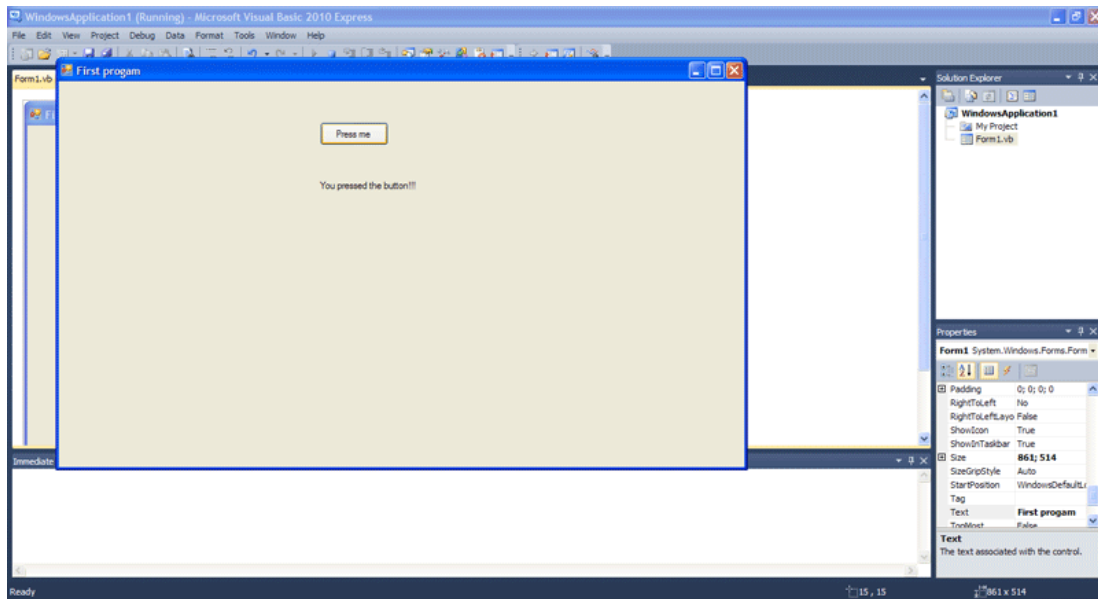 WindowsApplication1 (Running) - Microsoft Visual Basic 2010 Express
File Edit View Project Debug Data Format Tools Window Help
Form1.vb
First progam
Press me
You pressed the button!!!
Fi
Immediate
Solution Explorer
WindowsApplication1
My Project
Form1.vb
Properties
Form1 System.Windows.Forms.Form
Padding 0; 0; 0; 0
RightToLeft No
RightToLeftLayo False
ShowIcon True
ShowInTaskbar True
Size 861; 514
SizeGripStyle Auto
StartPosition WindowsDefaultLo
Tag
Text First progam
TopMost False
Text
The text associated with the control.
Ready 15 , 15 861 x 514